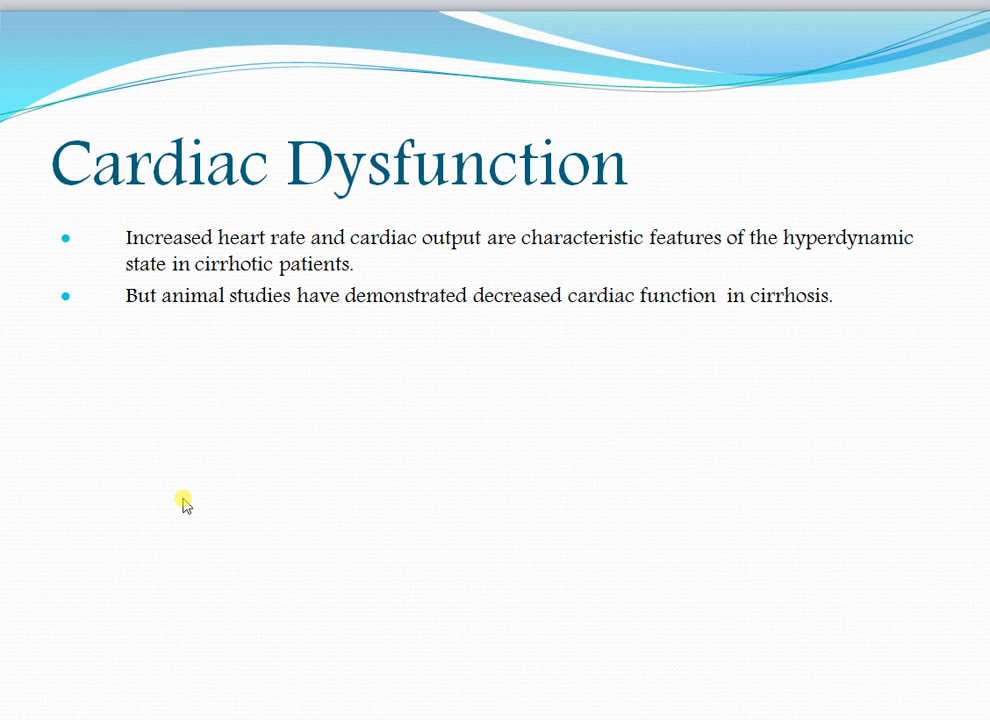 Cardiac Dysfunction
Increased heart rate and cardiac output are characteristic features of the hyperdynamic
state in cirrhotic patients.
But animal studies have demonstrated decreased cardiac function  in cirrhosis.